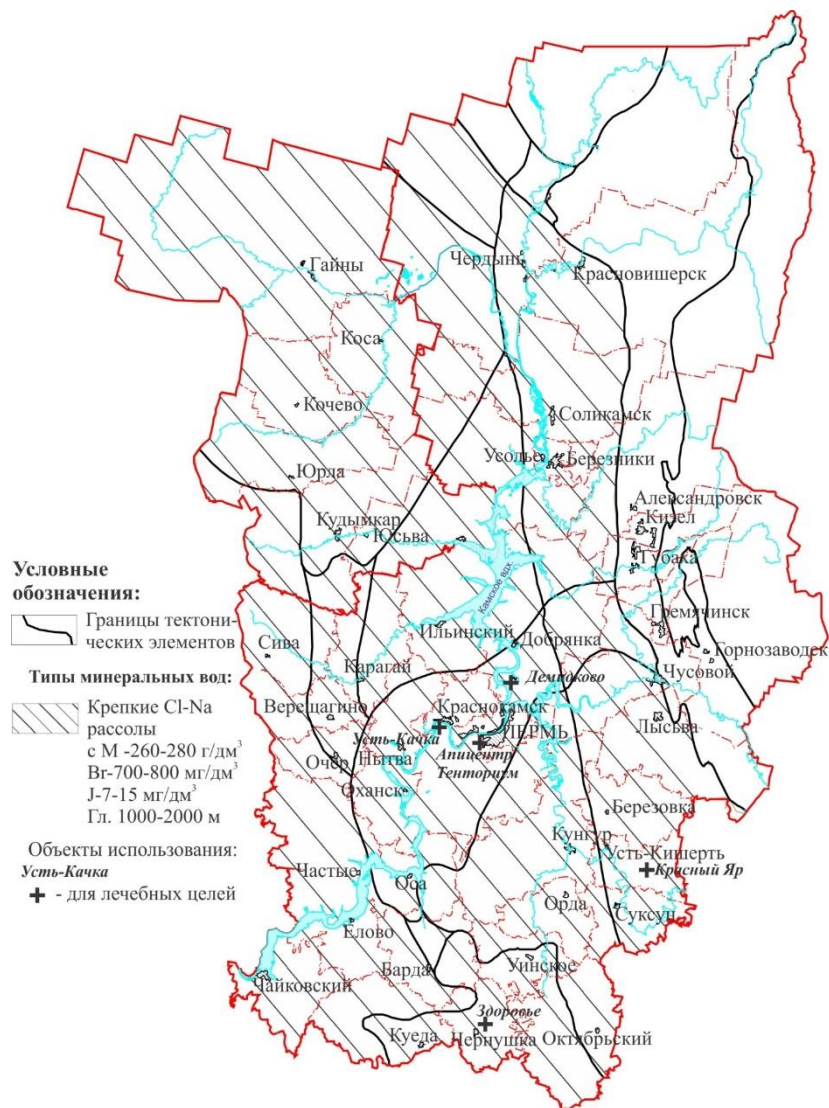 Гайны
Чердынь
Красновишерск
Коса
Кочево
Соликамск
Усолье
Березники
Юрла
Александровск
Кизел
Кудымкар
Юсьва
Губаха
Камское вдх.
Условные
обозначения:
Границы тектони-
ческих элементов
Типы минеральных вод:
Крепкие Cl-Na
рассолы
с М -260-280 г/дм³
Br-700-800 мг/дм³
J-7-15 мг/дм³
Гл. 1000-2000 м
Объекты использования:
Усть-Качка
- для лечебных целей
Гремячинск
Ильинский
Добрянка
Горнозаводск
Сива
Карагай
Чусовой
Демидково
Верещагино
Краснокамск
Лысьва
Усть-Качка
ПЕРМЬ
Очер
Нытва
Апицентр
Тенториум
Оханск
Березовка
Кунгур
Усть-Кишерть
Красный Яр
Частые
Оса
Орда
Суксун
Елово
Барда
Уинское
Чайковский
Здоровье
Куеда
Чернушка
Октябрьский